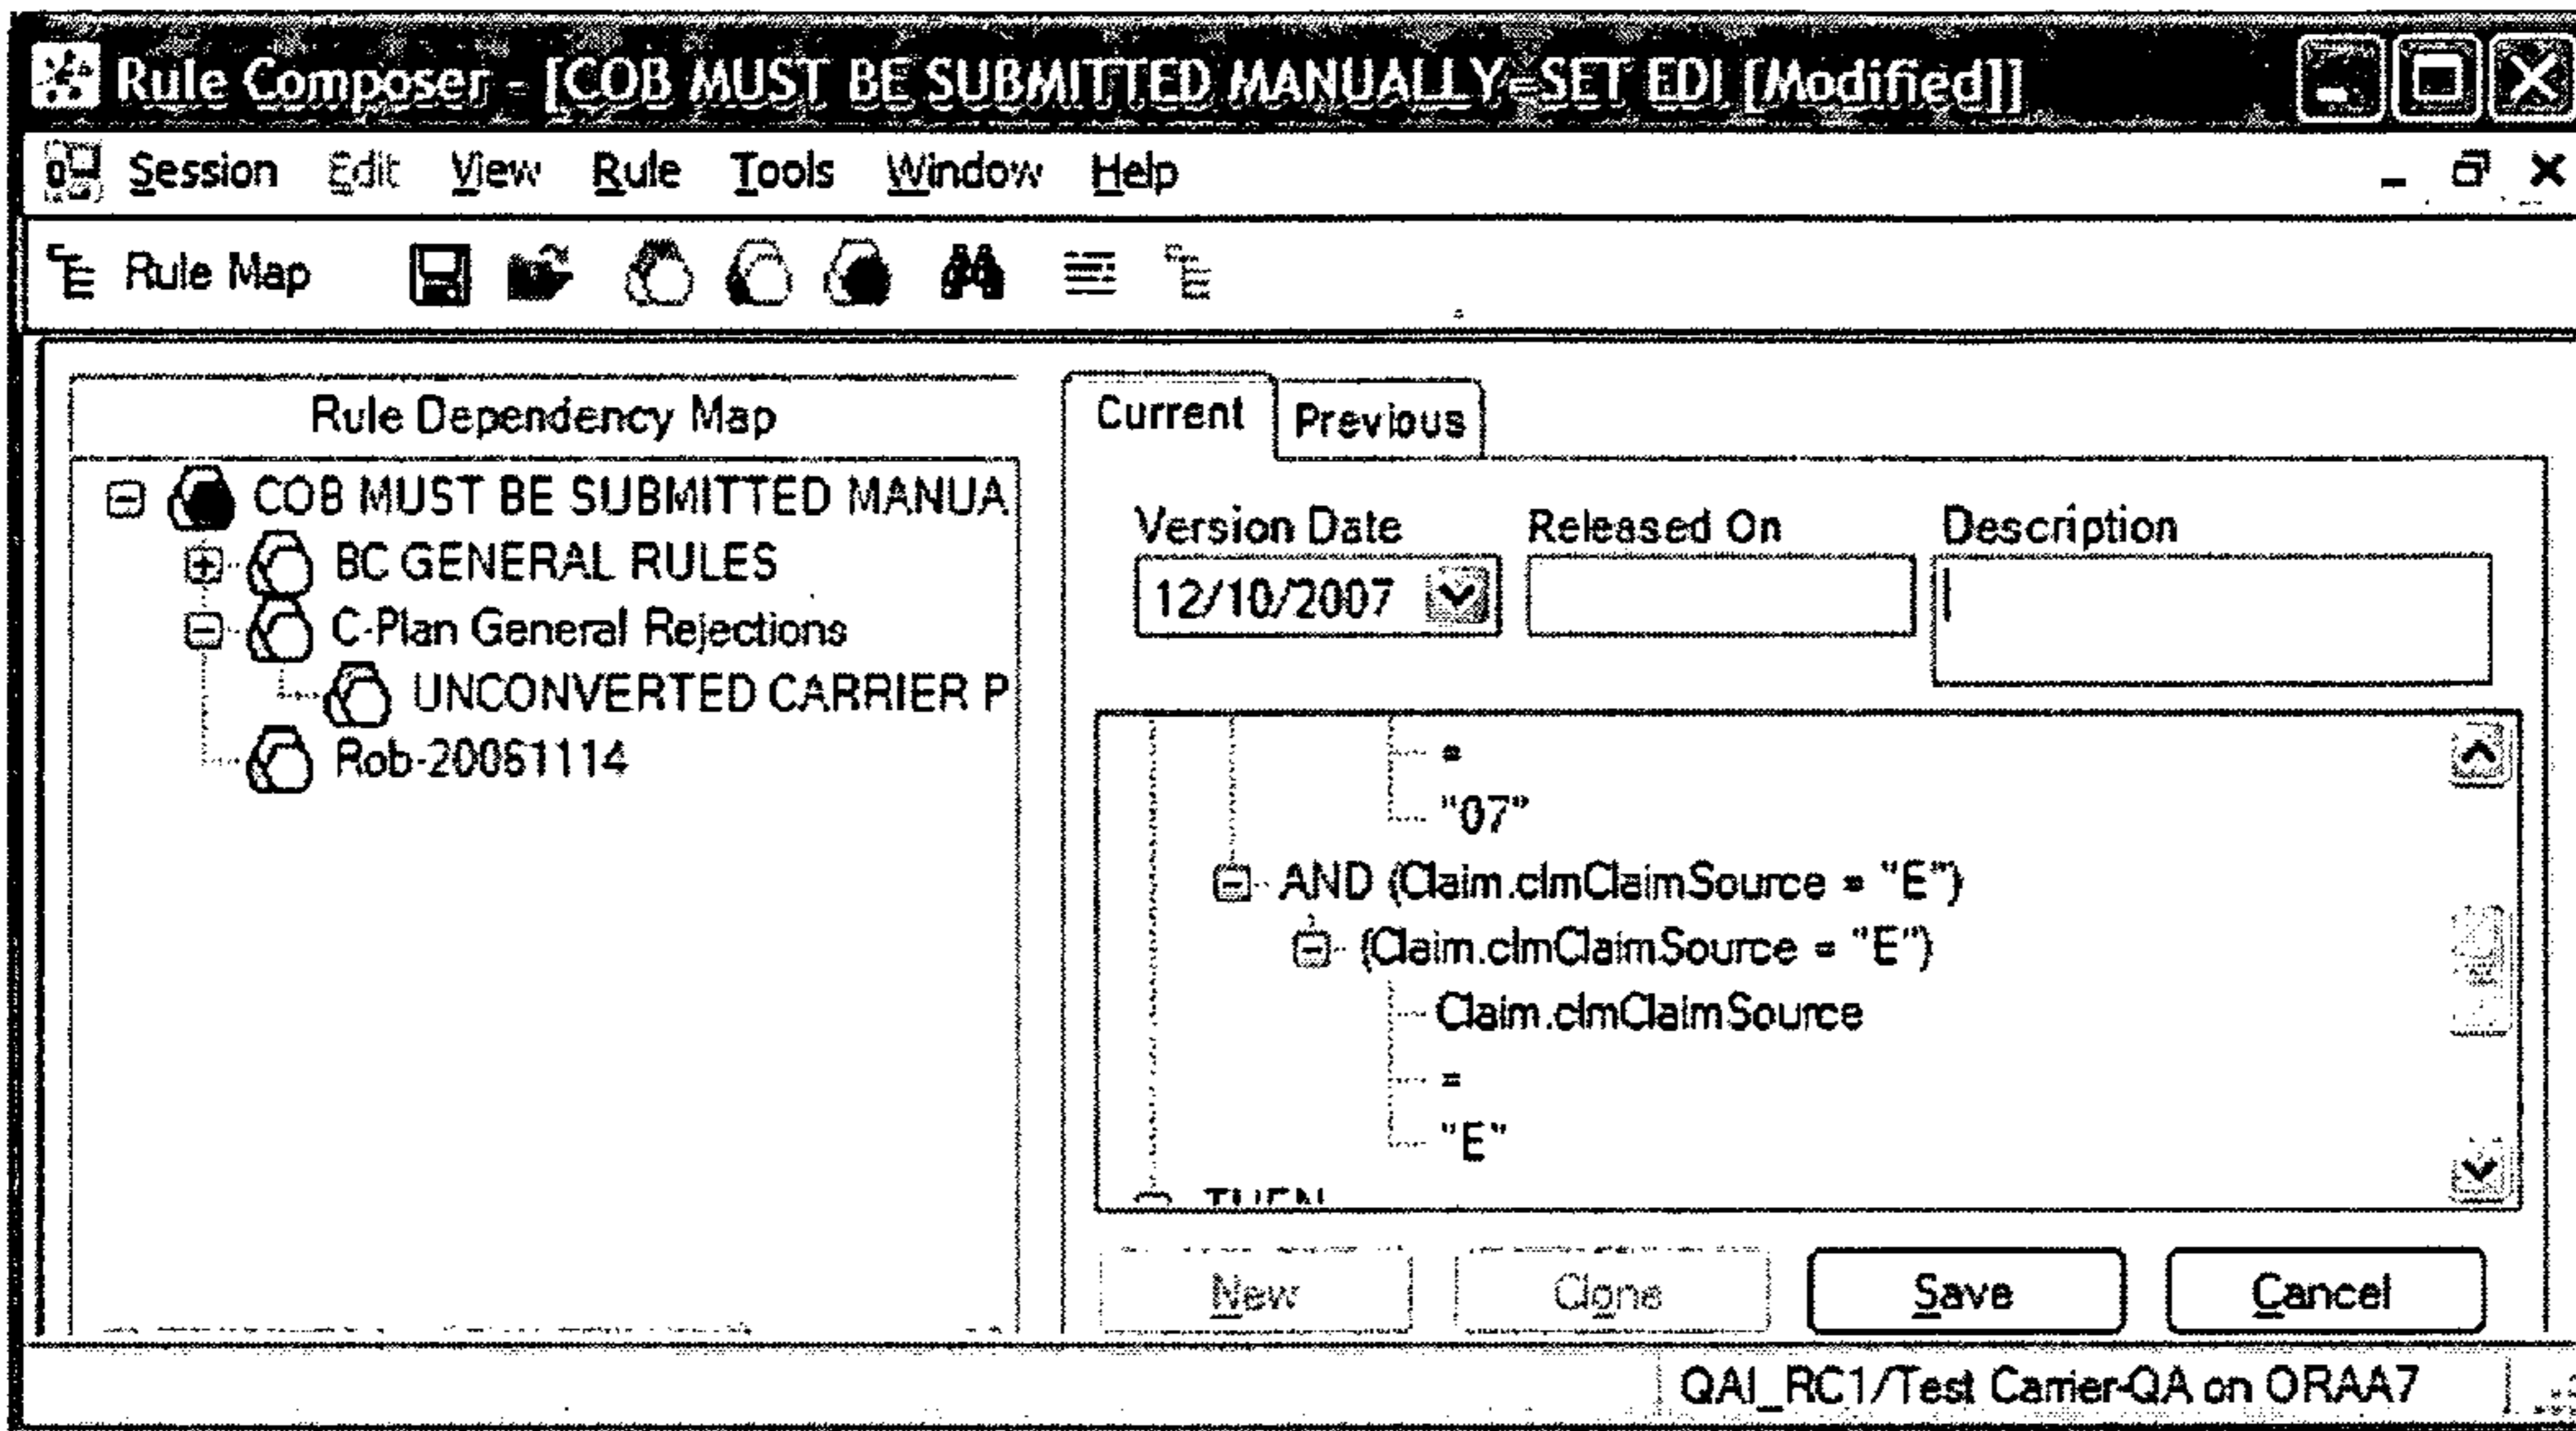 Rule Composer - [COB MUST BE SUBMITTED MANUALLY=SET EDI [Modified]]
Session Edit View Rule Tools Window Help
Rule Map
Rule Dependency Map
COB MUST BE SUBMITTED MANUA
BC GENERAL RULES
C-Plan General Rejections
UNCONVERTED CARRIER P
Rob-20061114
Current Previous
Version Date Released On Description
12/10/2007
=
"07"
AND (Claim.clmClaimSource = "E")
(Claim.clmClaimSource = "E")
Claim.clmClaimSource
=
"E"
THEN
New Clone Save Cancel
QAI_RC1/Test Carrier-QA on ORAA7